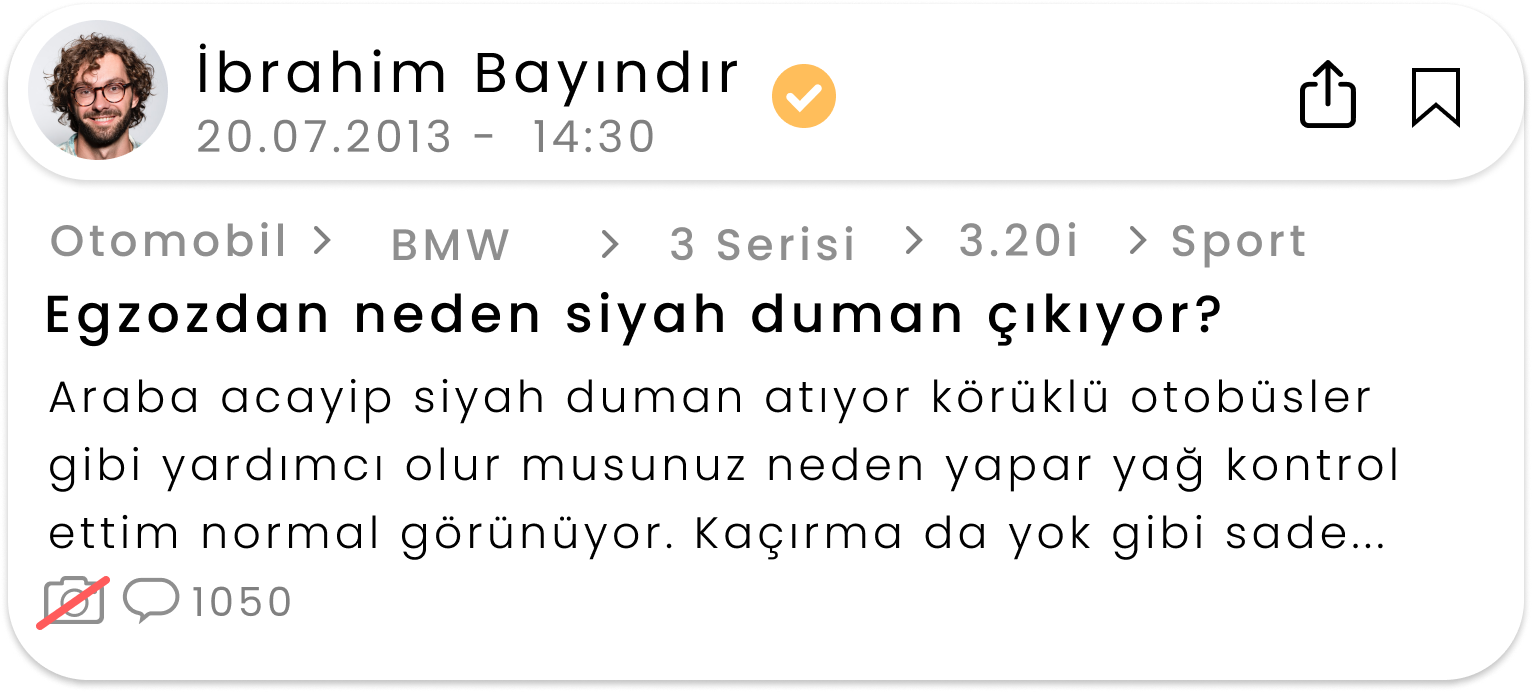 İbrahim Bayındır
20.07.2013 - 14:30
Otomobil > BMW > 3 Serisi > 3.20i > Sport
Egzozdan neden siyah duman çıkıyor?
Araba acayip siyah duman atıyor körüklü otobüsler
gibi yardımcı olur musunuz neden yapar yağ kontrol
ettim normal görünüyor. Kaçırma da yok gibi sade...
1050